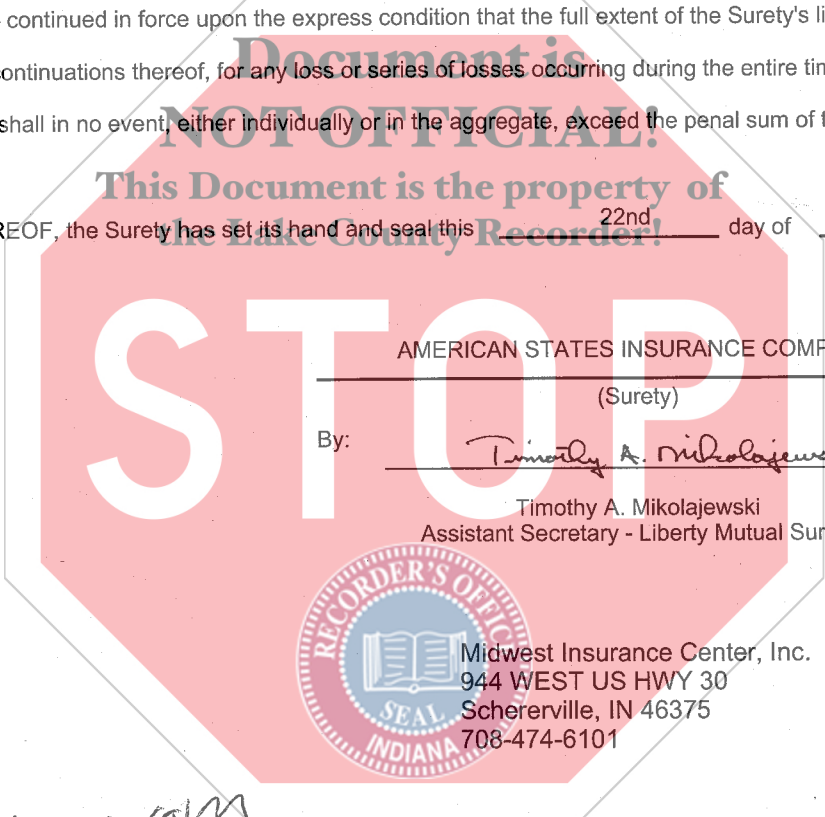 continued in force upon the express condition that the full extent of the Surety's li
Document is
ontinuations thereof, for any loss or series of losses occurring during the entire tim
NOT OFFICIAL!
shall in no event, either individually or in the aggregate, exceed the penal sum of t
This Document is the property of
REOF, the Surety has set its hand and seal this 22nd day of
the Lake County Recorder!
STOP
AMERICAN STATES INSURANCE COMP
(Surety)
By: Timothy A. Mikolajews
Timothy A. Mikolajewski
Assistant Secretary - Liberty Mutual Sur
RECORDER'S OFFICE
SEAL
INDIANA
Midwest Insurance Center, Inc.
944 WEST US HWY 30
Schererville, IN 46375
708-474-6101